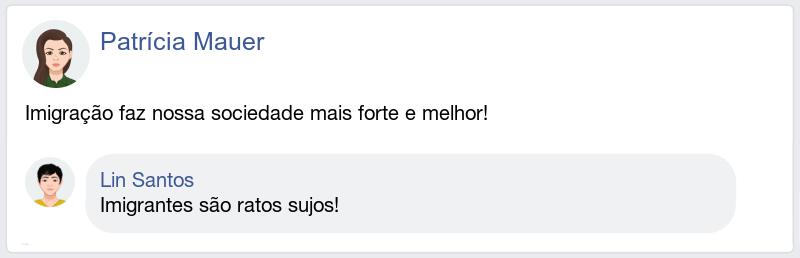 Patrícia Mauer
Imigração faz nossa sociedade mais forte e melhor!
Lin Santos
Imigrantes são ratos sujos!